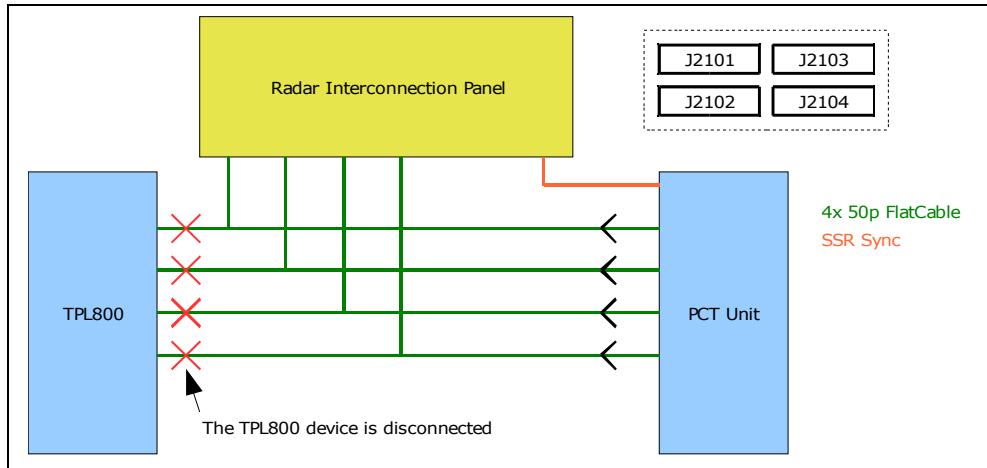 Radar Interconnection Panel
J2101
J2103
J2102
J2104
4x 50p FlatCable
SSR Sync
TPL800
PCT Unit
The TPL800 device is disconnected